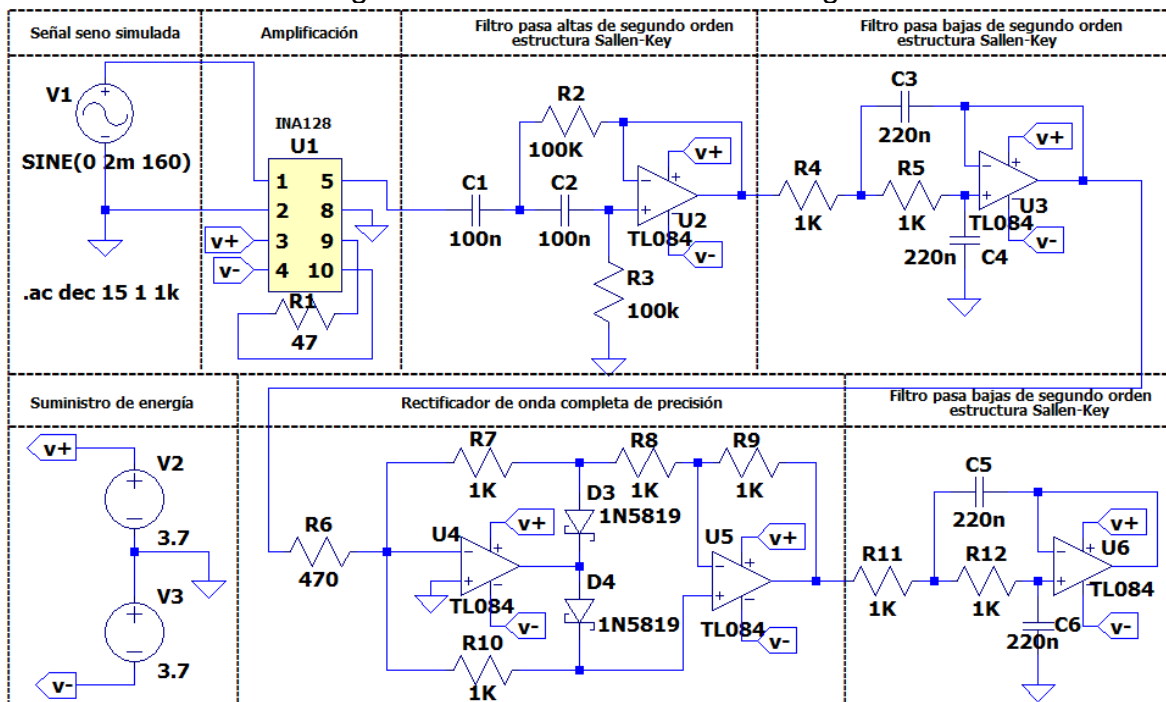 Señal seno simulada
Amplificación
Filtro pasa altas de segundo orden
estructura Sallen-Key
Filtro pasa bajas de segundo orden
estructura Sallen-Key
V1
SINE(0 2m 160)
.ac dec 15 1 1k
INA128
U1
1 5
2 8
3 9
4 10
v+
v-
R1
47
C1
100n
R2
100K
C2
100n
R3
100k
v+
U2
TL084
v-
R4
1K
C3
220n
R5
1K
v+
U3
TL084
v-
220n
C4
Suministro de energía
Rectificador de onda completa de precisión
Filtro pasa bajas de segundo orden
estructura Sallen-Key
v+
V2
3.7
V3
3.7
v-
R6
470
R7
1K
U4
v+
TL084
v-
R10
1K
D3
1N5819
D4
1N5819
R8
1K
R9
1K
U5
v+
TL084
v-
R11
1K
C5
220n
R12
1K
v+
U6
TL084
v-
C6
220n